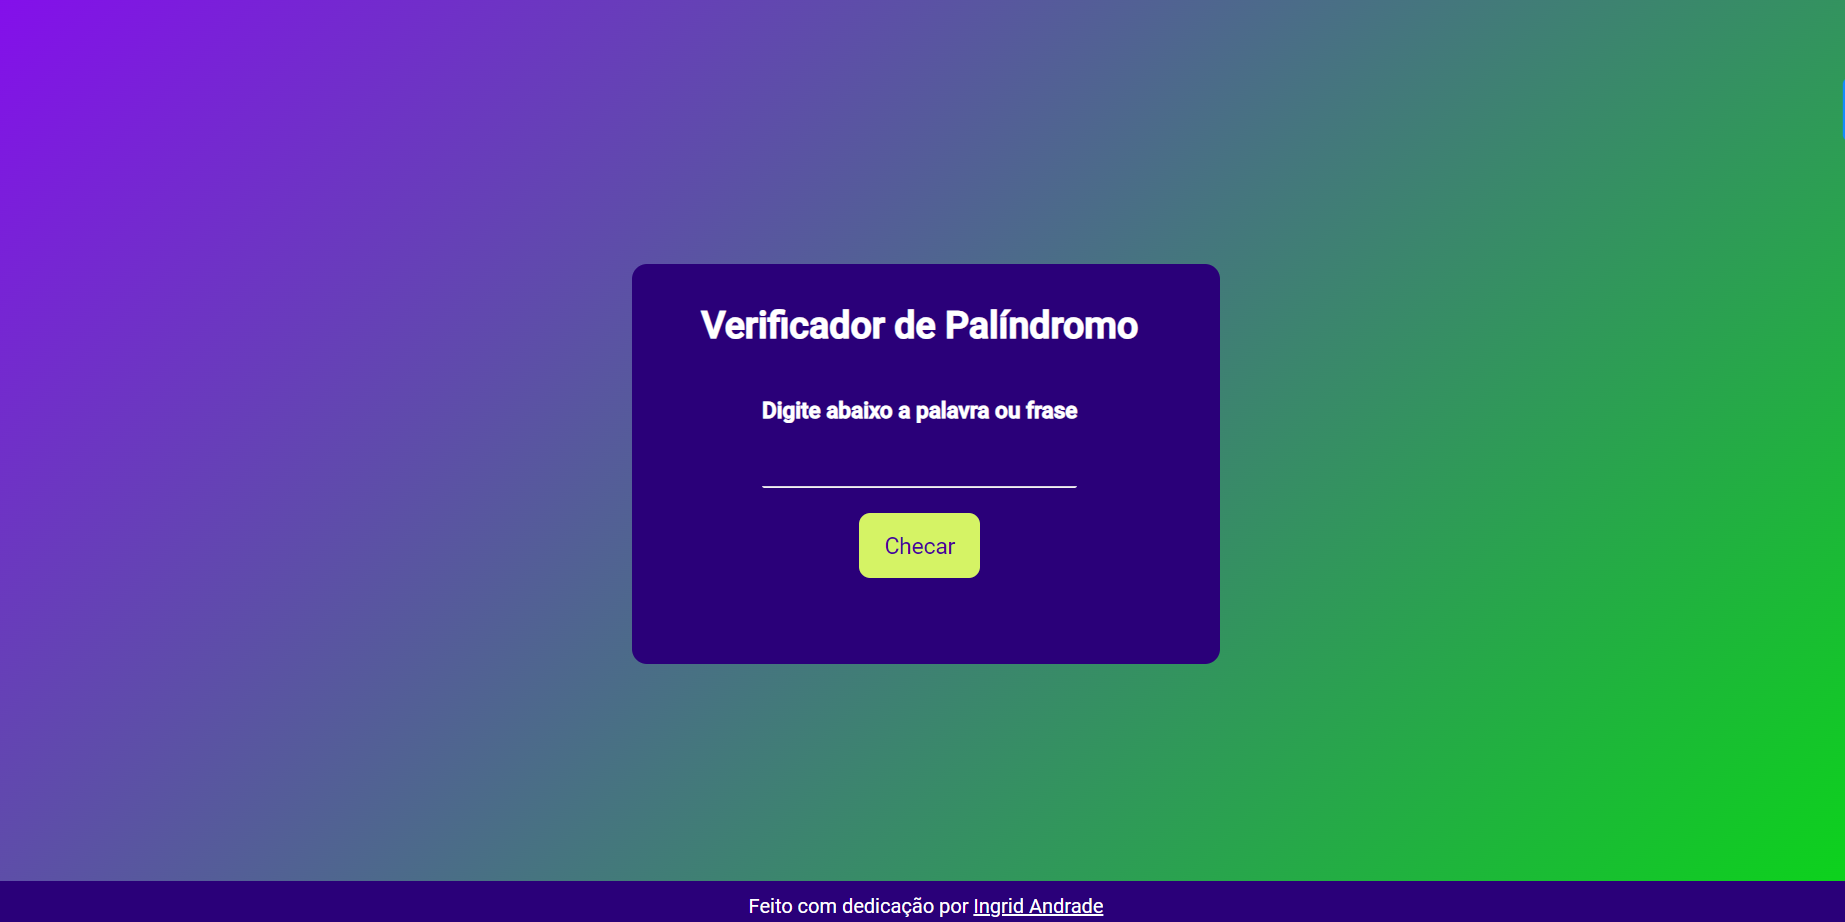 Verificador de Palíndromo
Digite abaixo a palavra ou frase
Checar
Feito com dedicação por Ingrid Andrade